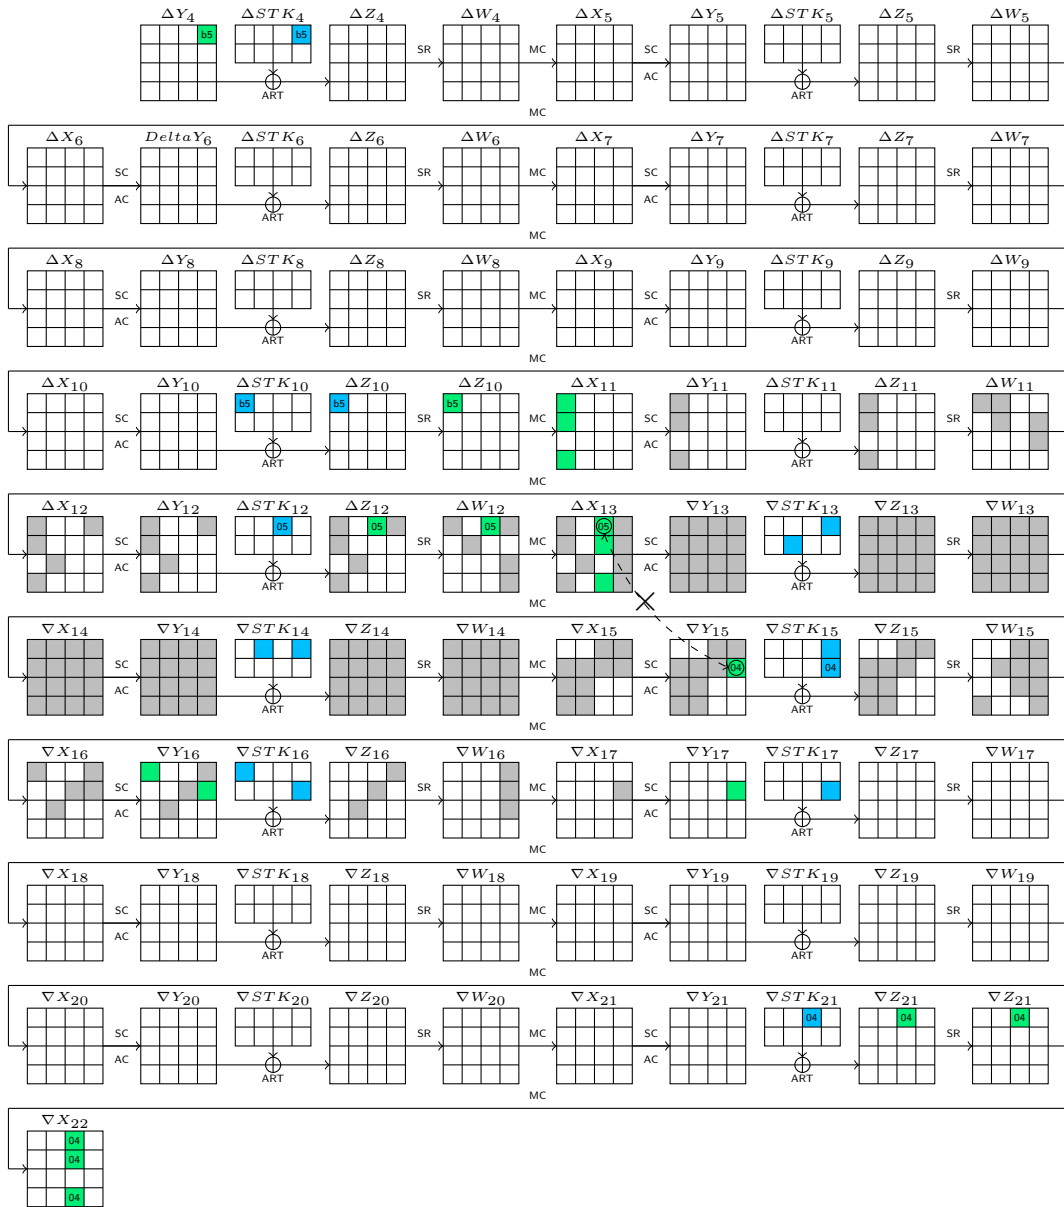 ΔY₄ ΔSTK₄ ΔZ₄ ΔW₄ ΔX₅ ΔY₅ ΔSTK₅ ΔZ₅ ΔW₅
b5 b5
SR MC SC SR
AC
ART ART
MC
ΔX₆ DeltaY₆ ΔSTK₆ ΔZ₆ ΔW₆ ΔX₇ ΔY₇ ΔSTK₇ ΔZ₇ ΔW₇
SC SR MC SC SR
AC AC
ART ART
MC
ΔX₈ ΔY₈ ΔSTK₈ ΔZ₈ ΔW₈ ΔX₉ ΔY₉ ΔSTK₉ ΔZ₉ ΔW₉
SC SR MC SC SR
AC AC
ART ART
MC
ΔX₁₀ ΔY₁₀ ΔSTK₁₀ ΔZ₁₀ ΔZ₁₀ ΔX₁₁ ΔY₁₁ ΔSTK₁₁ ΔZ₁₁ ΔW₁₁
b5 b5 b5
SC SR MC SC SR
AC AC
ART ART
MC
ΔX₁₂ ΔY₁₂ ΔSTK₁₂ ΔZ₁₂ ΔW₁₂ ΔX₁₃ ∇Y₁₃ ∇STK₁₃ ∇Z₁₃ ∇W₁₃
05 05 05 05
SC SR MC SC SR
AC AC
ART ART
MC
∇X₁₄ ∇Y₁₄ ∇STK₁₄ ∇Z₁₄ ∇W₁₄ ∇X₁₅ ∇Y₁₅ ∇STK₁₅ ∇Z₁₅ ∇W₁₅
04 04
SC SR MC SC SR
AC AC
ART ART
MC
∇X₁₆ ∇Y₁₆ ∇STK₁₆ ∇Z₁₆ ∇W₁₆ ∇X₁₇ ∇Y₁₇ ∇STK₁₇ ∇Z₁₇ ∇W₁₇
SC SR MC SC SR
AC AC
ART ART
MC
∇X₁₈ ∇Y₁₈ ∇STK₁₈ ∇Z₁₈ ∇W₁₈ ∇X₁₉ ∇Y₁₉ ∇STK₁₉ ∇Z₁₉ ∇W₁₉
SC SR MC SC SR
AC AC
ART ART
MC
∇X₂₀ ∇Y₂₀ ∇STK₂₀ ∇Z₂₀ ∇W₂₀ ∇X₂₁ ∇Y₂₁ ∇STK₂₁ ∇Z₂₁ ∇Z₂₁
04 04 04
SC SR MC SC SR
AC AC
ART ART
MC
∇X₂₂
04
04
04